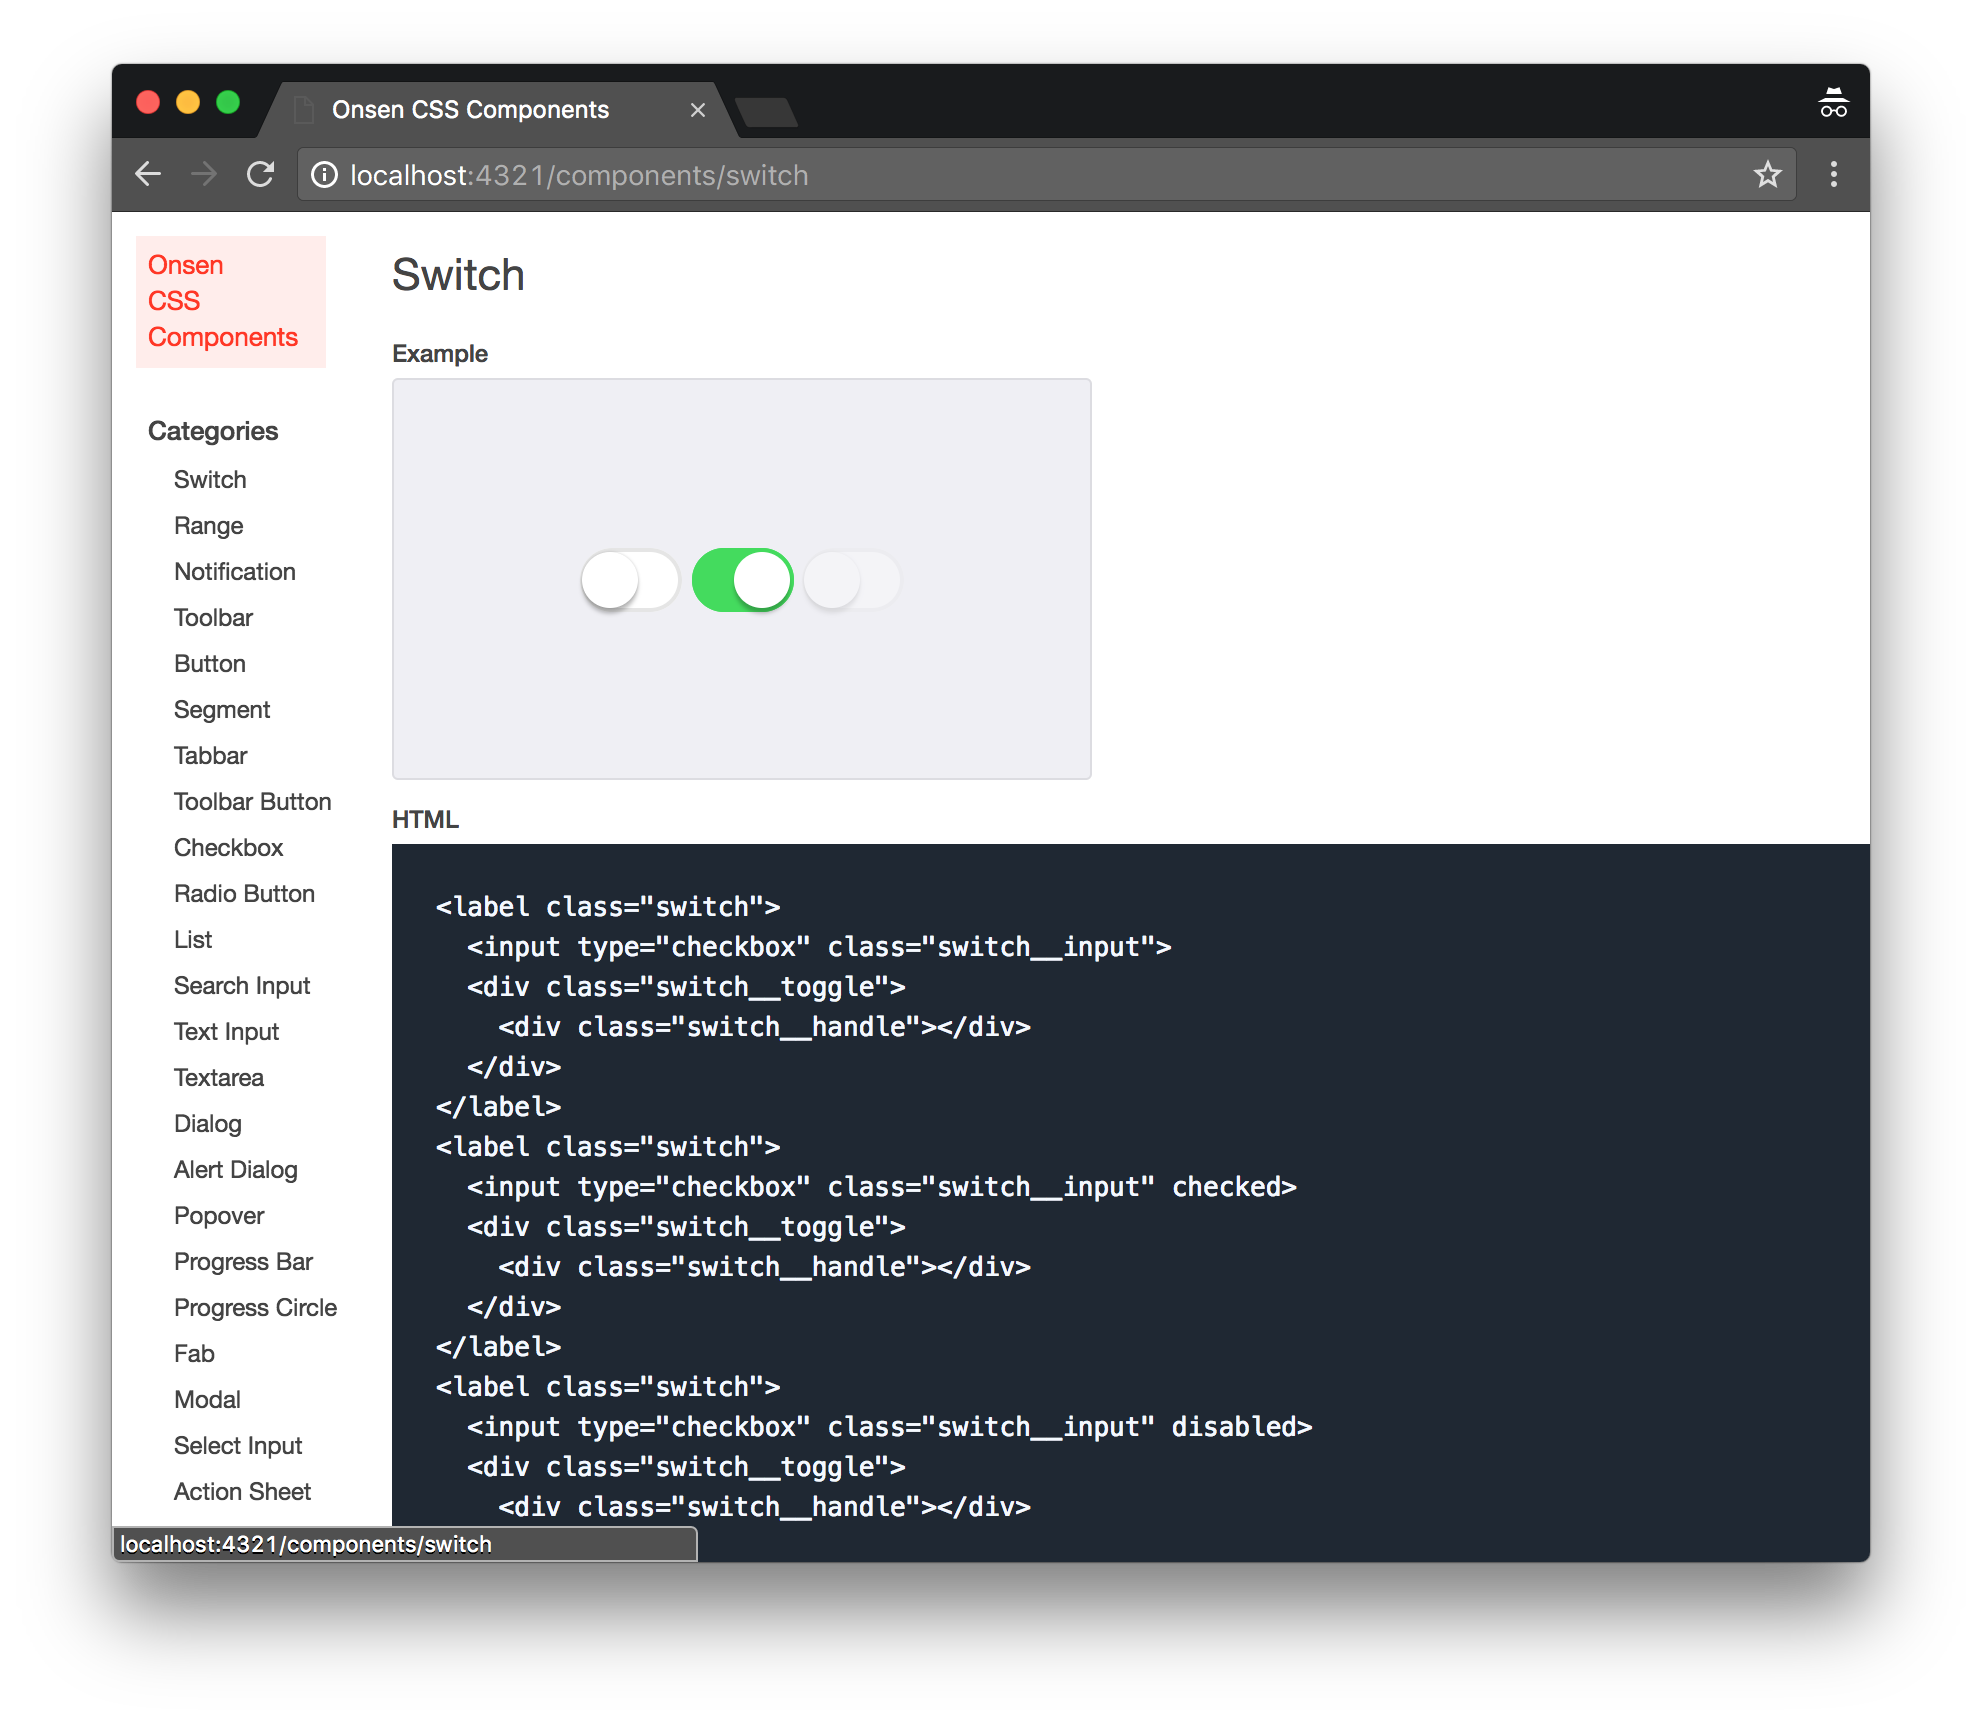 Onsen CSS Components
localhost:4321/components/switch
Onsen
CSS
Components
Categories
Switch
Range
Notification
Toolbar
Button
Segment
Tabbar
Toolbar Button
Checkbox
Radio Button
List
Search Input
Text Input
Textarea
Dialog
Alert Dialog
Popover
Progress Bar
Progress Circle
Fab
Modal
Select Input
Action Sheet
Switch
Example
HTML
<label class="switch">
  <input type="checkbox" class="switch__input">
  <div class="switch__toggle">
    <div class="switch__handle"></div>
  </div>
</label>
<label class="switch">
  <input type="checkbox" class="switch__input" checked>
  <div class="switch__toggle">
    <div class="switch__handle"></div>
  </div>
</label>
<label class="switch">
  <input type="checkbox" class="switch__input" disabled>
  <div class="switch__toggle">
    <div class="switch__handle"></div>
localhost:4321/components/switch